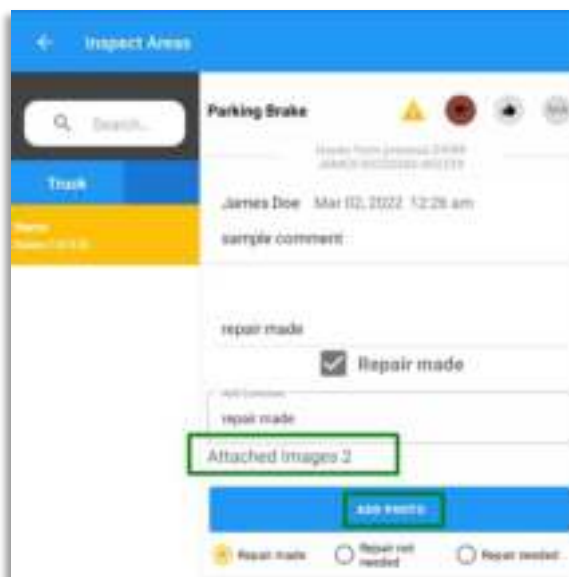 Inspect Areas
Search...
Parking Brake
Truck
James Doe Mar 02, 2022 12:26 am
sample comment
repair made
Repair made
repair made
Attached Images 2
ADD PHOTO
Repair made
Repair not needed
Repair needed